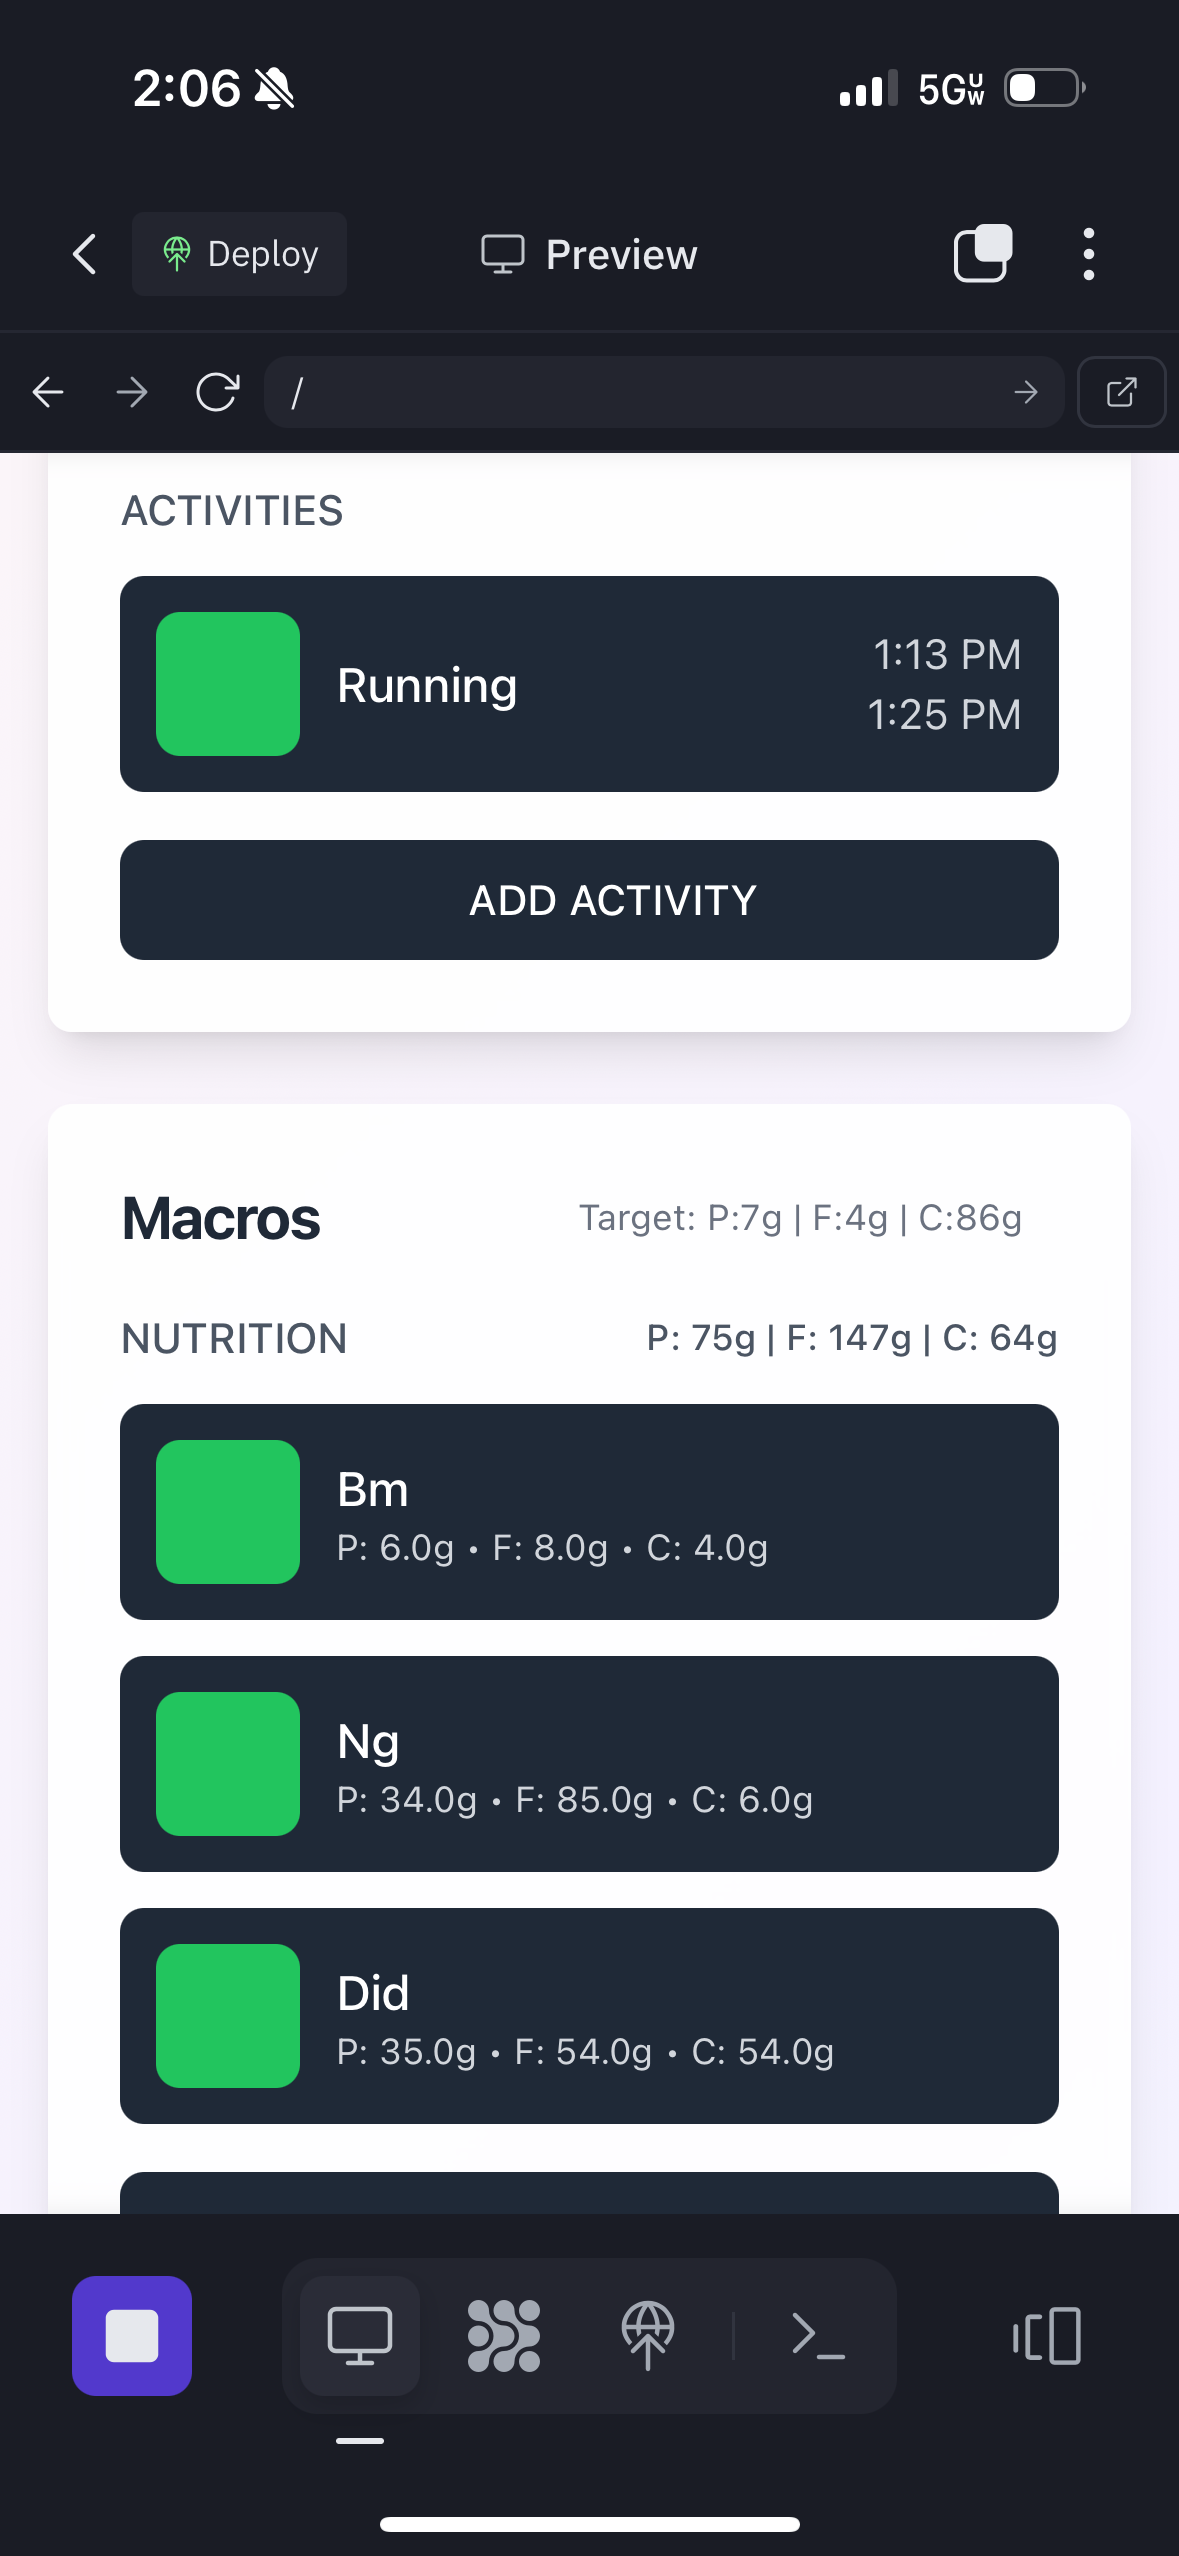 2:06
5G UW
Deploy
Preview
/
ACTIVITIES
Running
1:13 PM
1:25 PM
ADD ACTIVITY
Macros
Target: P:7g | F:4g | C:86g
NUTRITION
P: 75g | F: 147g | C: 64g
Bm
P: 6.0g • F: 8.0g • C: 4.0g
Ng
P: 34.0g • F: 85.0g • C: 6.0g
Did
P: 35.0g • F: 54.0g • C: 54.0g